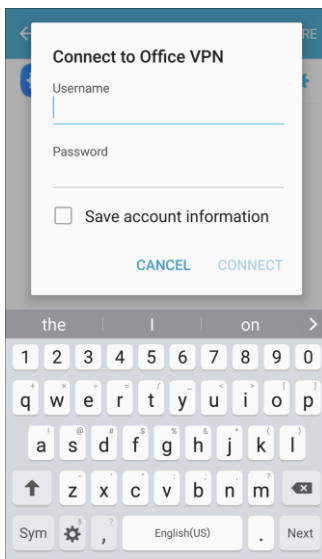 RE
Connect to Office VPN
Username
Password
Save account information
CANCEL CONNECT
the I on
1 2 3 4 5 6 7 8 9 0
q w e r t y u i o p
a s d f g h j k l
z x c v b n m
Sym , English(US) . Next